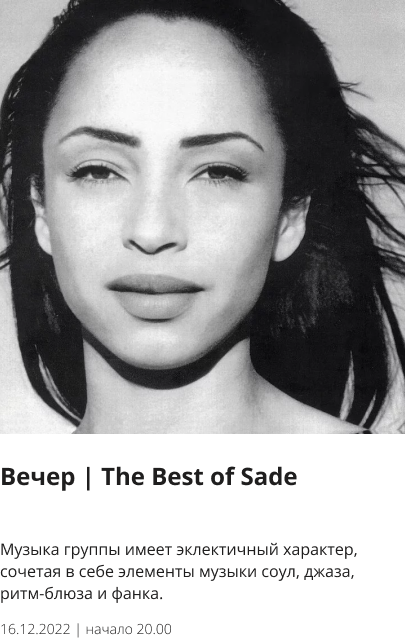 Вечер | The Best of Sade
Музыка группы имеет эклектичный характер,
сочетая в себе элементы музыки соул, джаза,
ритм-блюза и фанка.
16.12.2022 | начало 20.00